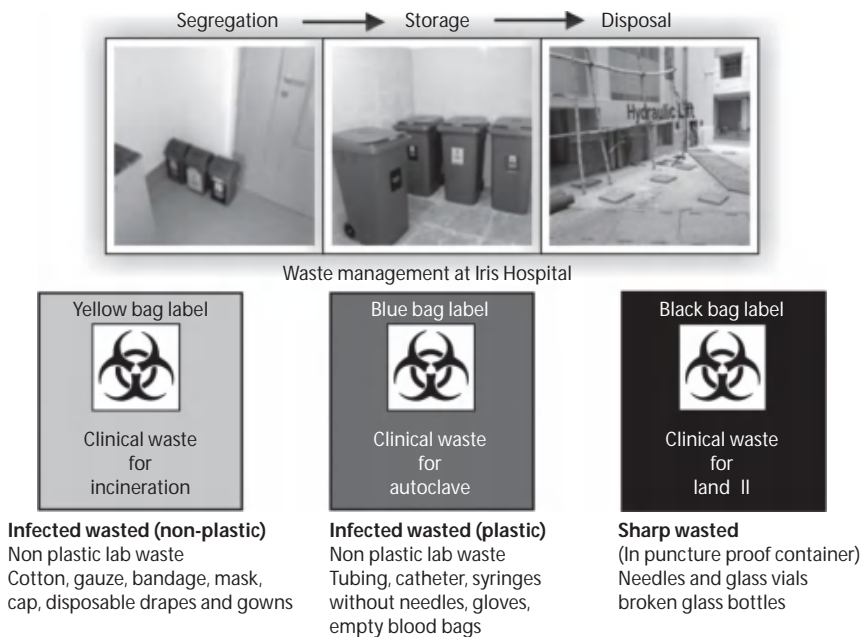 Segregation Storage Disposal
Hydraulic Lift
Waste management at Iris Hospital
Yellow bag label
Clinical waste
for
incineration
Infected wasted (non-plastic)
Non plastic lab waste
Cotton, gauze, bandage, mask,
cap, disposable drapes and gowns
Blue bag label
Clinical waste
for
autoclave
Infected wasted (plastic)
Non plastic lab waste
Tubing, catheter, syringes
without needles, gloves,
empty blood bags
Black bag label
Clinical waste
for
land ll
Sharp wasted
(In puncture proof container)
Needles and glass vials
broken glass bottles